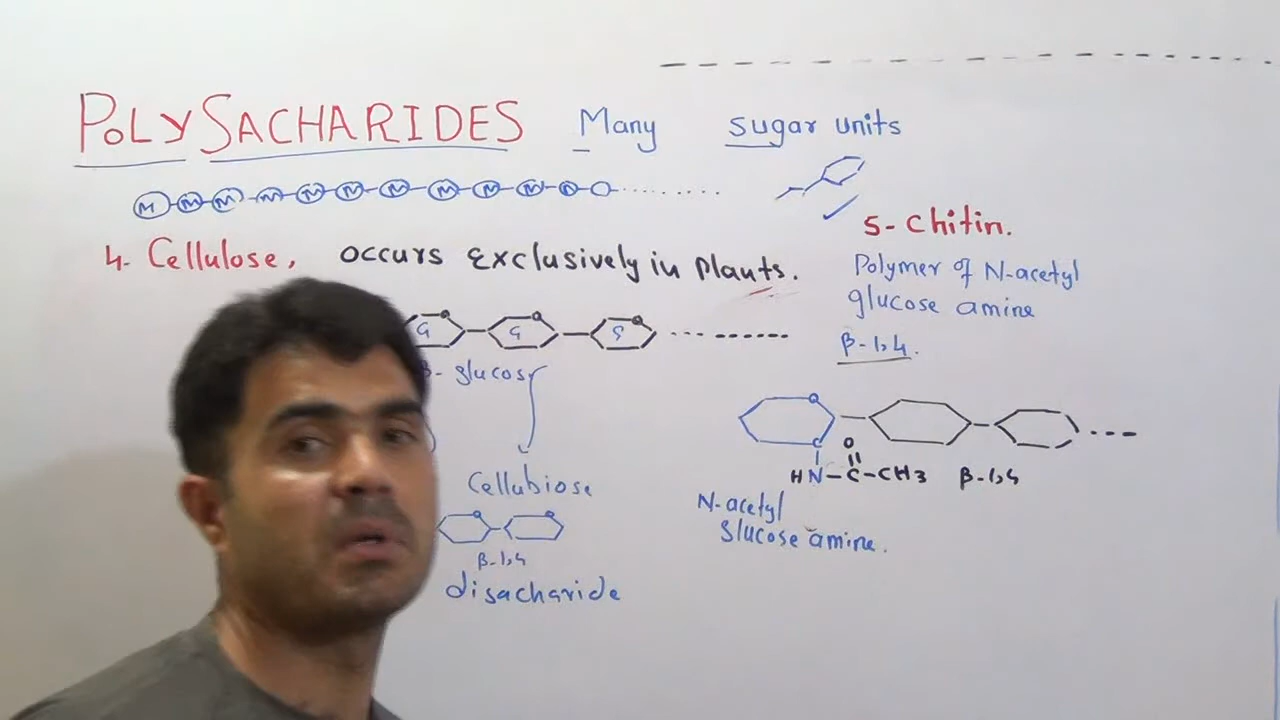 POLYSACHARIDES Many sugar units
M M M M M M M M M M M
5- Chitin.
4. Cellulose, occurs exclusively in plants.
Polymer of N-acetyl
glucose amine
β-1,4.
G G G
β- glucose
O
C O
HN-C-CH3 β-1,4
Cellubiose
N-acetyl
glucose amine.
β-1,4
disacharide